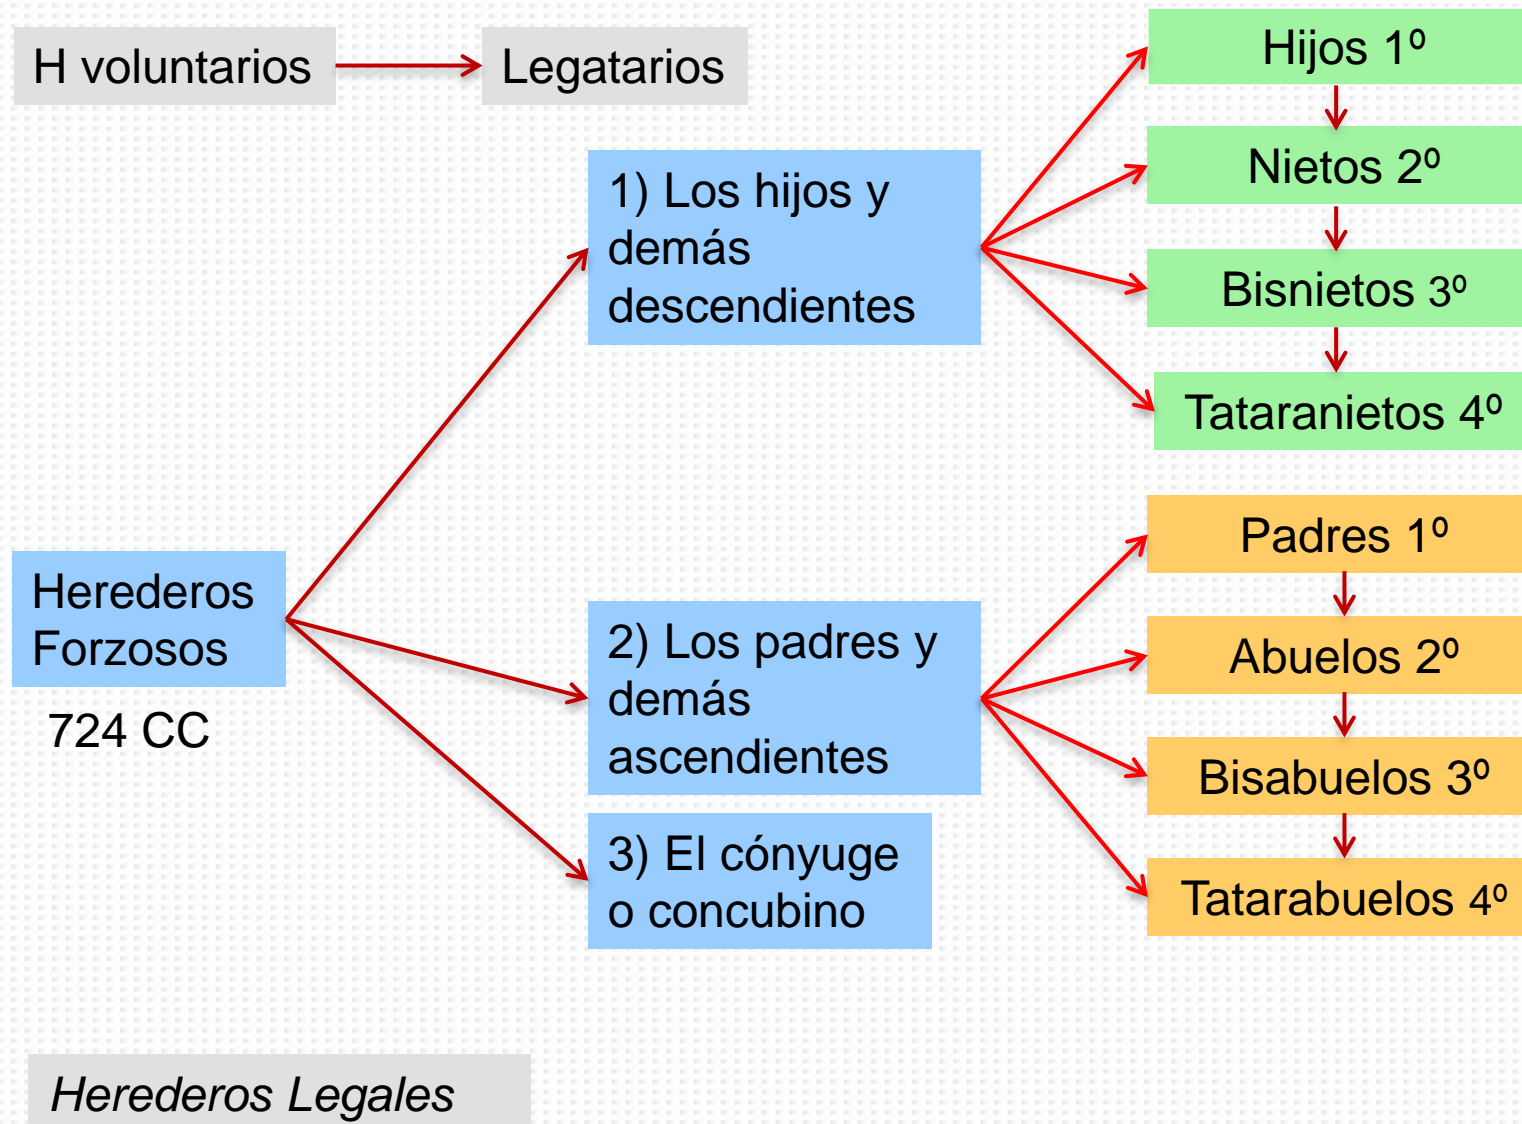 H voluntarios
Legatarios
Hijos 1º
Nietos 2º
1) Los hijos y
demás
descendientes
Bisnietos 3º
Tataranietos 4º
Padres 1º
Herederos
Forzosos
724 CC
2) Los padres y
demás
ascendientes
Abuelos 2º
Bisabuelos 3º
3) El cónyuge
o concubino
Tatarabuelos 4º
Herederos Legales